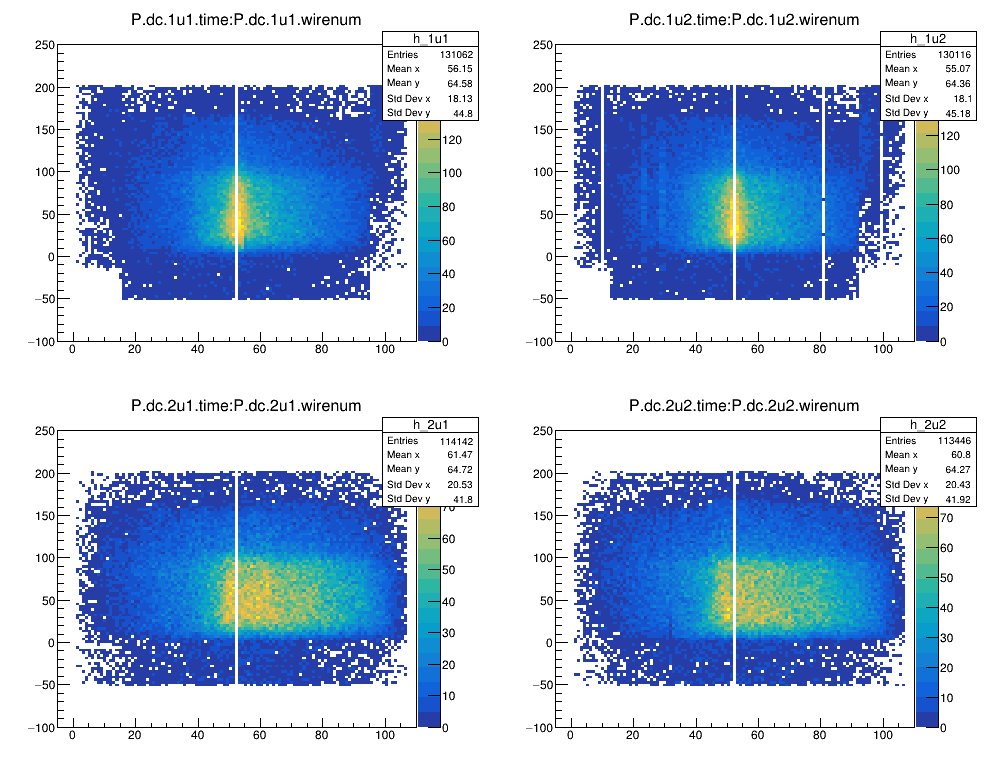 P.dc.1u1.time:P.dc.1u1.wirenum
h_1u1
Entries 131062
Mean x 56.15
Mean y 64.58
Std Dev x 18.13
Std Dev y 44.8
250
200
150
100
50
0
−50
−100
0 20 40 60 80 100
120
100
80
60
40
20
0
P.dc.1u2.time:P.dc.1u2.wirenum
h_1u2
Entries 130116
Mean x 55.07
Mean y 64.36
Std Dev x 18.1
Std Dev y 45.18
250
200
150
100
50
0
−50
−100
0 20 40 60 80 100
120
100
80
60
40
20
0
P.dc.2u1.time:P.dc.2u1.wirenum
h_2u1
Entries 114142
Mean x 61.47
Mean y 64.72
Std Dev x 20.53
Std Dev y 41.8
250
200
150
100
50
0
−50
−100
0 20 40 60 80 100
70
60
50
40
30
20
10
0
P.dc.2u2.time:P.dc.2u2.wirenum
h_2u2
Entries 113446
Mean x 60.8
Mean y 64.27
Std Dev x 20.43
Std Dev y 41.92
250
200
150
100
50
0
−50
−100
0 20 40 60 80 100
70
60
50
40
30
20
10
0